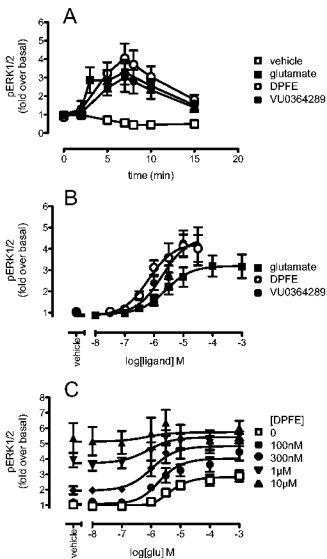 A
pERK1/2
(fold over basal)
6
5
4
3
2
1
0
0
5
10
15
20
time (min)
vehicle
glutamate
DPFE
VU0364289
B
pERK1/2
(fold over basal)
6
5
4
3
2
1
vehicle
-8
-7
-6
-5
-4
-3
log[ligand] M
glutamate
DPFE
VU0364289
C
pERK1/2
(fold over basal)
8
7
6
5
4
3
2
1
vehicle
-8
-7
-6
-5
-4
-3
log[glu] M
[DPFE]
0
100nM
300nM
1µM
10µM